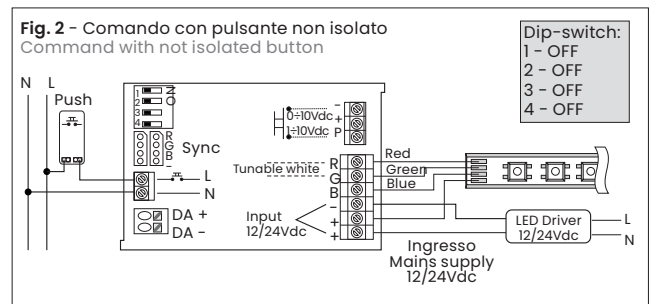 Fig. 2 - Comando con pulsante non isolato
Command with not isolated button
Dip-switch:
1 - OFF
2 - OFF
3 - OFF
4 - OFF
N L
Push
1
2
3
4
ON
R
G
B
-
Sync
L
N
DA +
DA -
0÷10Vdc
1÷10Vdc
-
+
P
Tunable white
R
G
B
-
+
+
Input
12/24Vdc
Red
Green
Blue
LED Driver
12/24Vdc
L
N
Ingresso
Mains supply
12/24Vdc